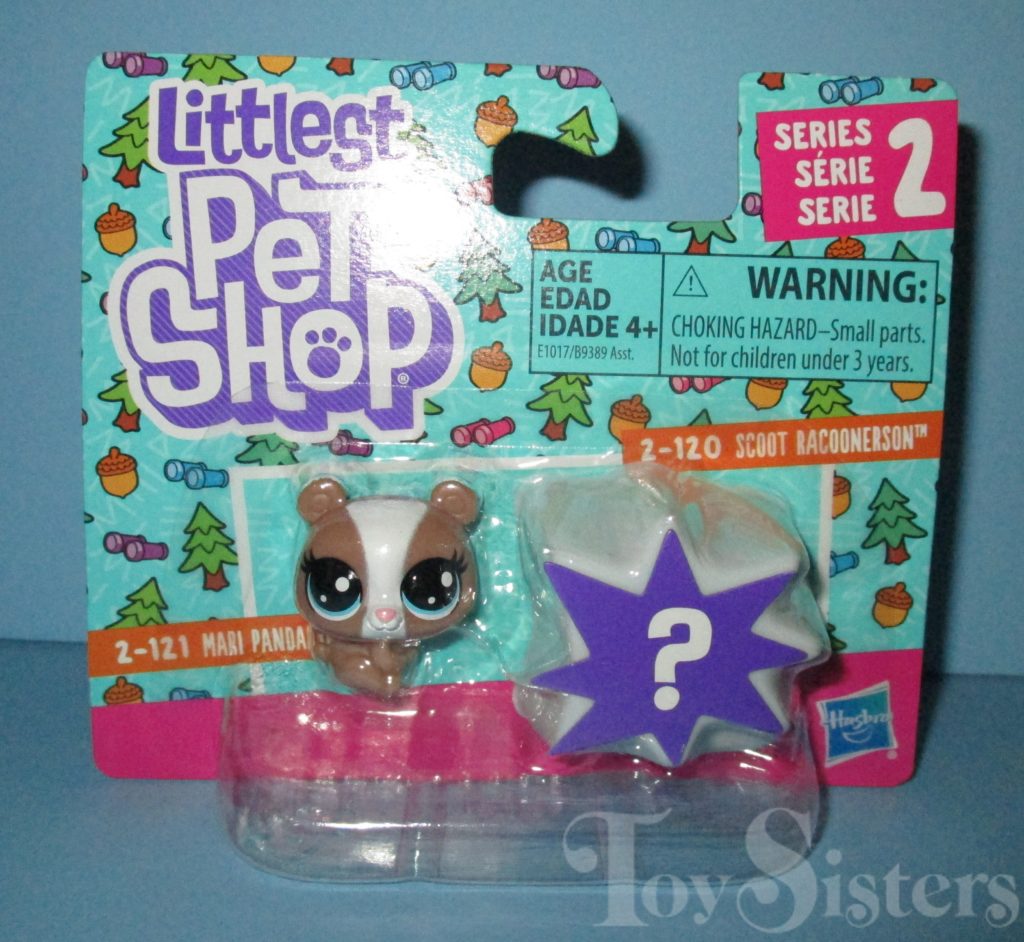 Littlest
Pet
Shop
®
SERIES
SÉRIE
SERIE
2
AGE
EDAD
IDADE 4+
E1017/B9389 Asst.
WARNING:
CHOKING HAZARD–Small parts.
Not for children under 3 years.
2-120 SCOOT RACOONERSON™
2-121 MARI
?
Hasbro
®
ToySisters